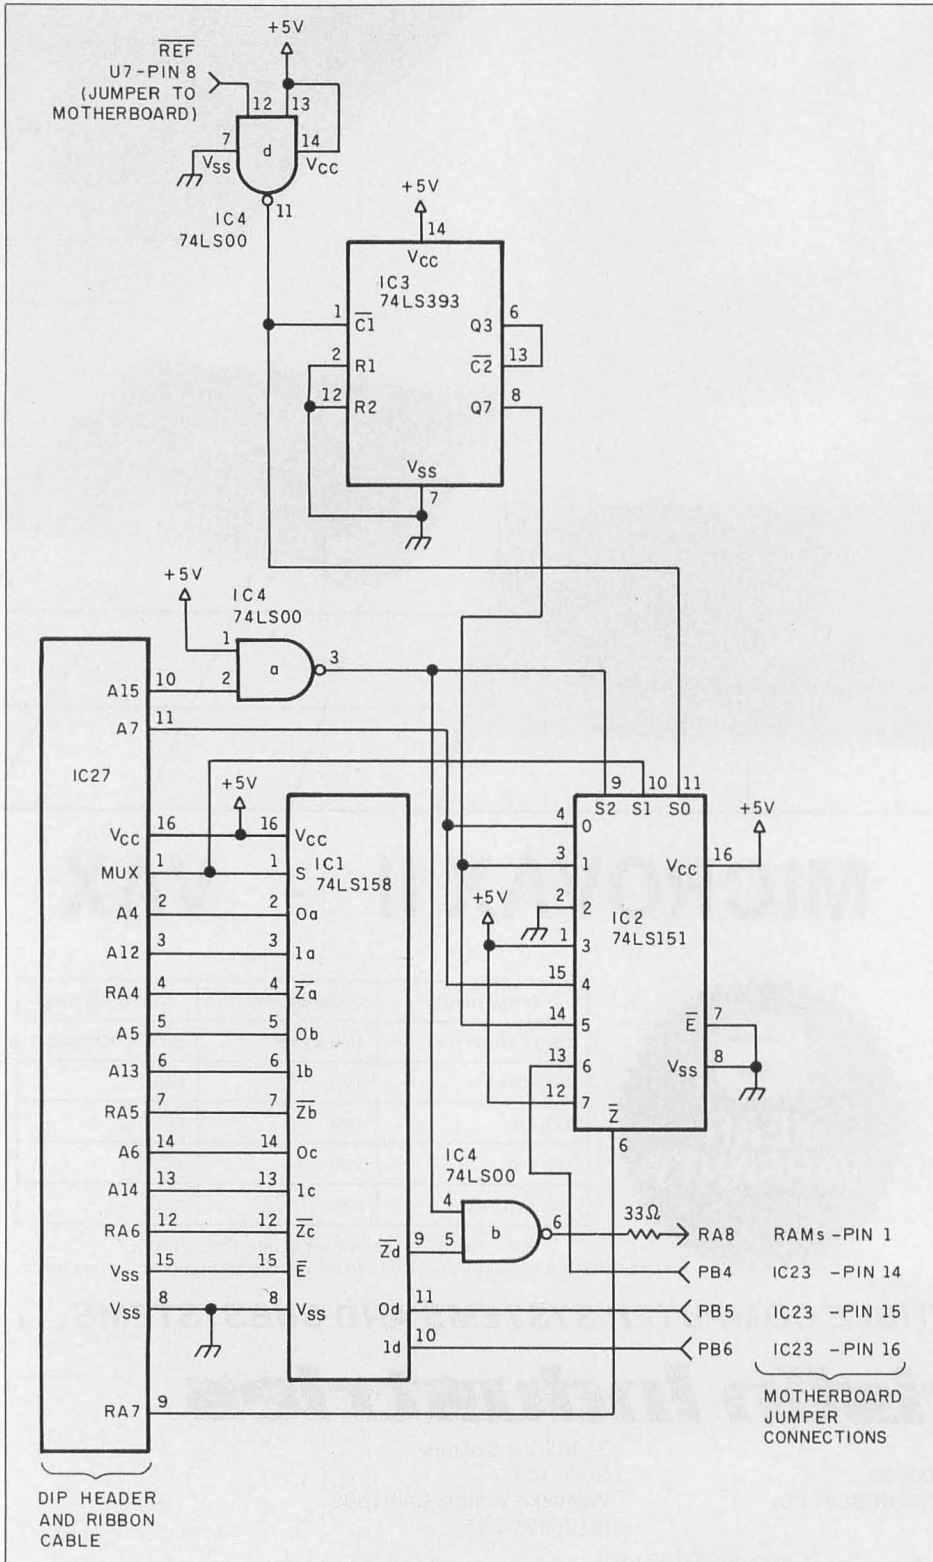 REF
U7-PIN 8
(JUMPER TO
MOTHERBOARD)
+5V
12 13
7 14
VSS d VCC
11
IC4
74LS00
+5V
14
VCC
IC3
74LS393
1 C1 Q3 6
2 R1 C2 13
12 R2 Q7 8
VSS
7
+5V
IC4
74LS00
1
2 a 3
A15 10
A7 11
IC27
+5V
VCC 16 16 VCC
IC1
74LS158
MUX 1 1 S
A4 2 2 0a
A12 3 3 1a
RA4 4 4 Za
A5 5 5 0b
A13 6 6 1b
RA5 7 7 Zb
A6 14 14 0c
A14 13 13 1c
RA6 12 12 Zc
VSS 15 15 E
VSS 8 8 VSS
Zd 9
0d 11
1d 10
RA7 9
9 10 11
S2 S1 S0
4 0
3 1
2 2
1 3
15 4
14 5
13 6
12 7
+5V
IC2
74LS151
+5V
VCC 16
E 7
VSS 8
Z
6
IC4
74LS00
4
5 b 6
33Ω
RA8 RAMs -PIN 1
PB4 IC23 -PIN 14
PB5 IC23 -PIN 15
PB6 IC23 -PIN 16
MOTHERBOARD
JUMPER
CONNECTIONS
DIP HEADER
AND RIBBON
CABLE